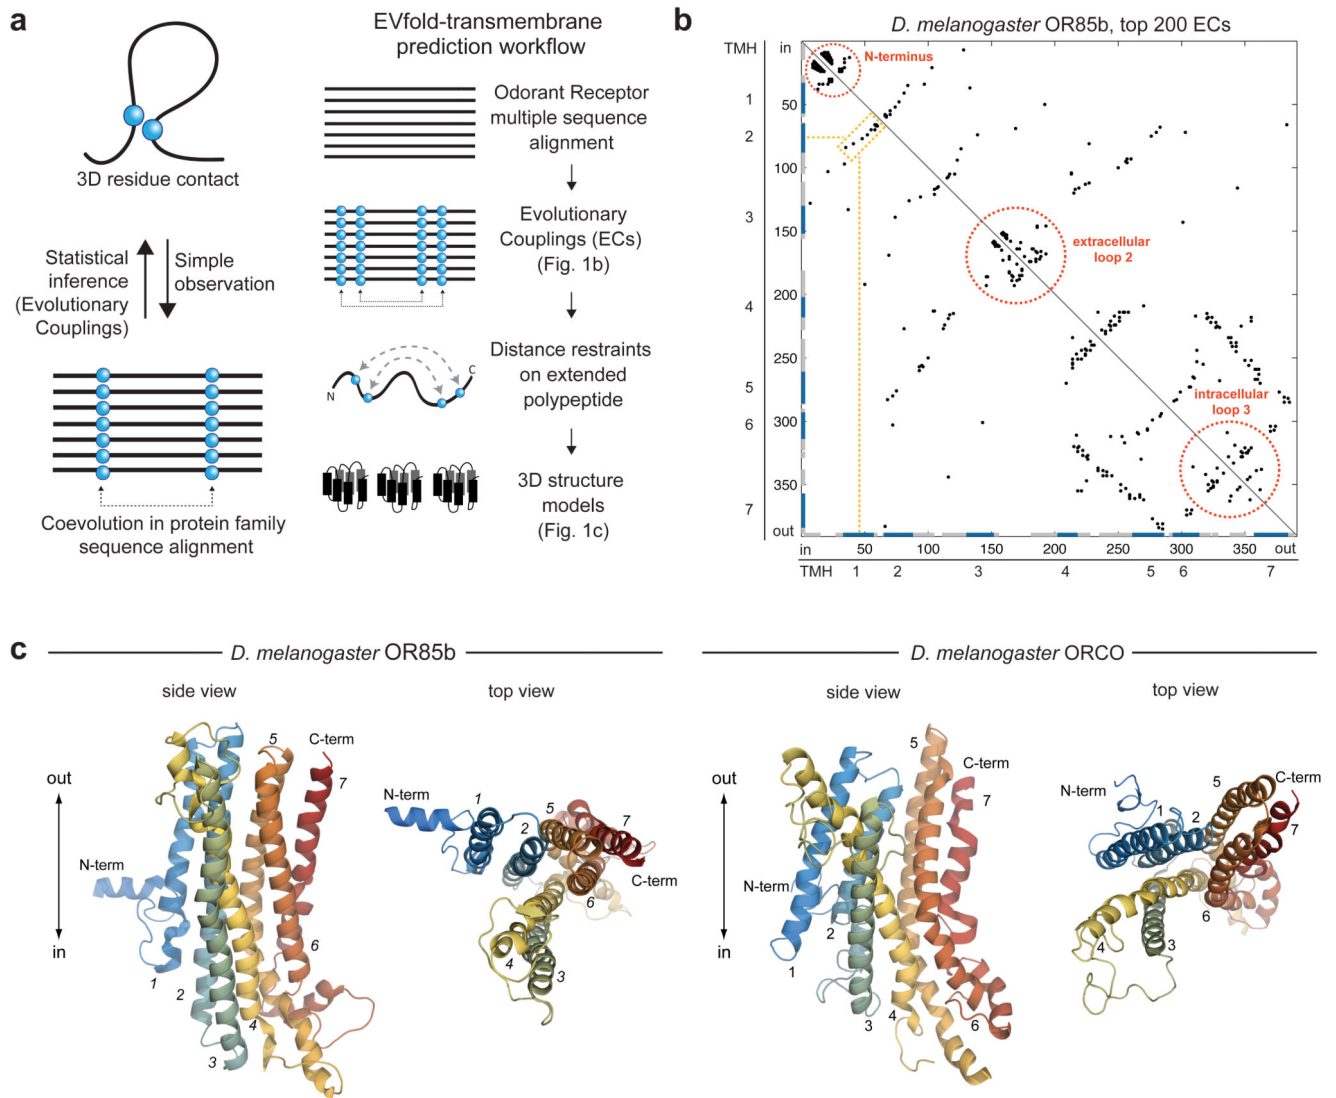 a
3D residue contact
Statistical
inference
(Evolutionary
Couplings)
Simple
observation
Coevolution in protein family
sequence alignment
EVfold-transmembrane
prediction workflow
Odorant Receptor
multiple sequence
alignment
Evolutionary
Couplings (ECs)
(Fig. 1b)
Distance restraints
on extended
polypeptide
N
C
3D structure
models
(Fig. 1c)
b
D. melanogaster OR85b, top 200 ECs
TMH
in
1
50
2
100
3
150
200
4
250
5
6
300
350
7
out
N-terminus
extracellular
loop 2
intracellular
loop 3
in 50 100 150 200 250 300 350 out
TMH 1 2 3 4 5 6 7
c
D. melanogaster OR85b
side view
top view
out
in
N-term
C-term
5
7
6
1
2
4
3
N-term
1
2
5
7
C-term
6
4
3
D. melanogaster ORCO
side view
top view
out
in
5
C-term
7
N-term
2
1
3
4
6
N-term
5
C-term
1
2
7
6
4
3